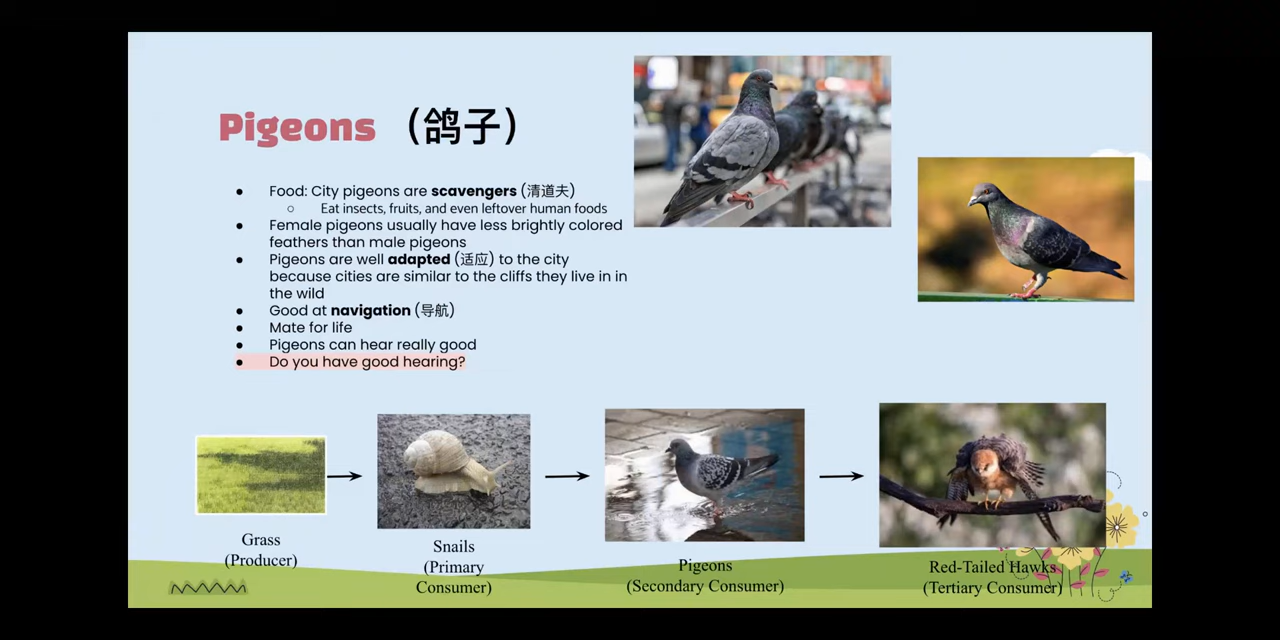 Pigeons （鸽子）
● Food: City pigeons are scavengers (清道夫)
○ Eat insects, fruits, and even leftover human foods
● Female pigeons usually have less brightly colored
feathers than male pigeons
● Pigeons are well adapted (适应) to the city
because cities are similar to the cliffs they live in in
the wild
● Good at navigation (导航)
● Mate for life
● Pigeons can hear really good
● Do you have good hearing?
Grass
(Producer)
Snails
(Primary
Consumer)
Pigeons
(Secondary Consumer)
Red-Tailed Hawks
(Tertiary Consumer)